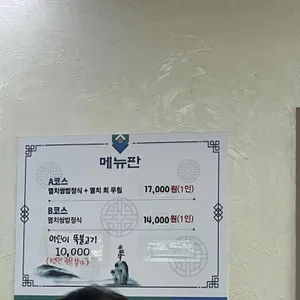 메뉴판
A코스
멸치쌈밥정식 + 멸치 회 무침 17,000원(1인)
B코스
멸치쌈밥정식 14,000원(1인)
어린이 뚝불고기
10,000